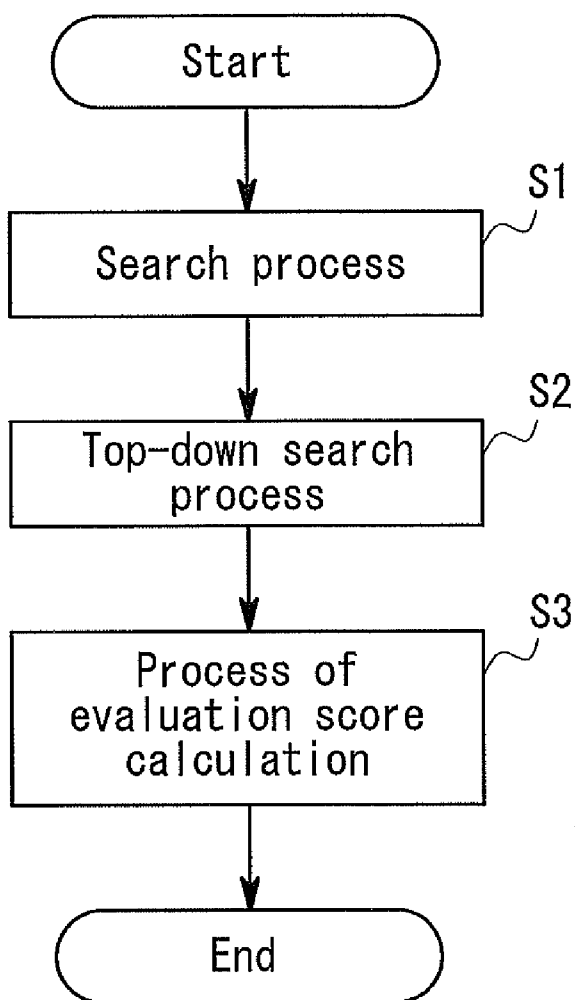 Start
S1
Search process
S2
Top-down search
process
S3
Process of
evaluation score
calculation
End